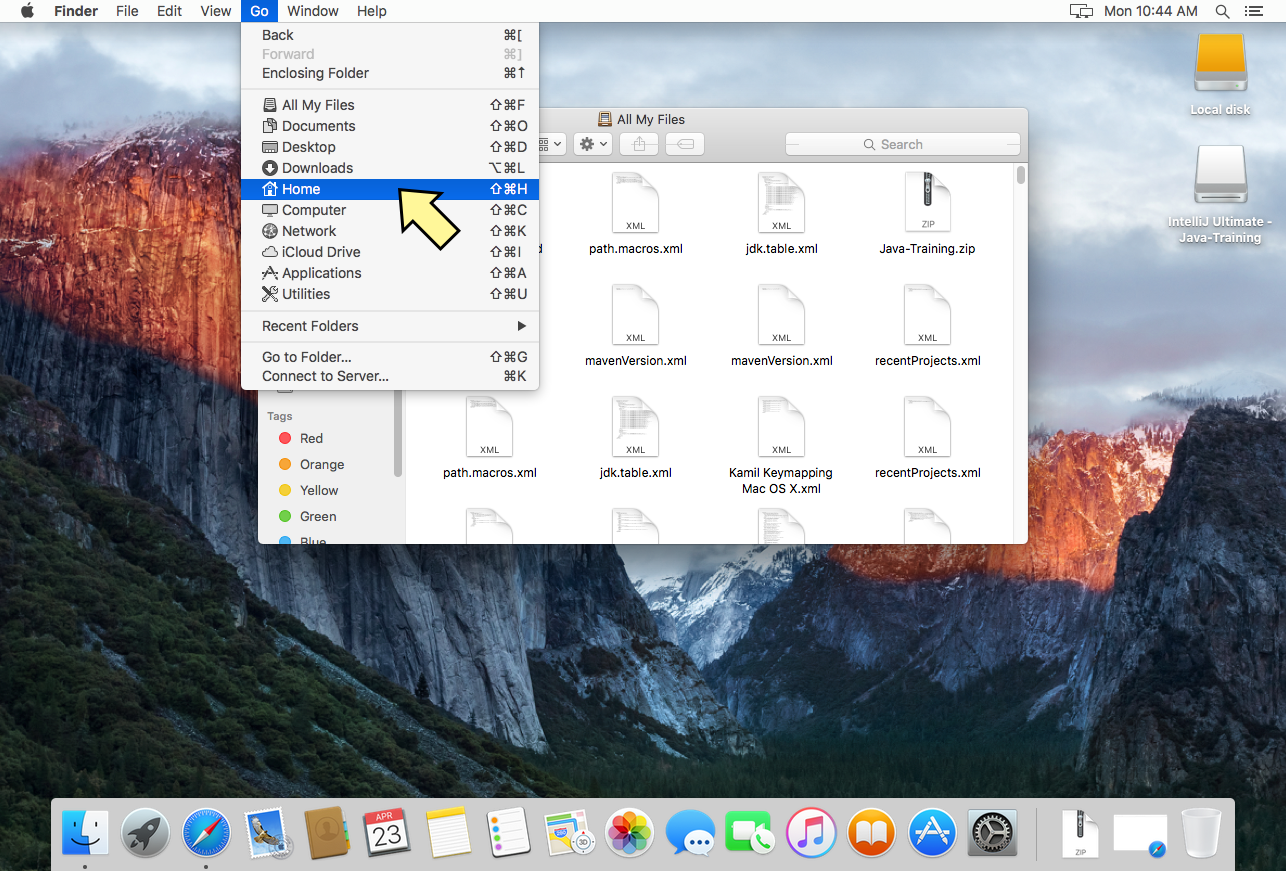 Finder File Edit View Go Window Help Mon 10:44 AM
Back ⌘[
Forward ⌘]
Enclosing Folder ⌘↑
All My Files ⇧⌘F
Documents ⇧⌘O
Desktop ⇧⌘D
Downloads ⌥⌘L
Home ⇧⌘H
Computer ⇧⌘C
Network ⇧⌘K
iCloud Drive ⇧⌘I
Applications ⇧⌘A
Utilities ⇧⌘U
Recent Folders ▶
Go to Folder... ⇧⌘G
Connect to Server... ⌘K
All My Files
Search
XML XML ZIP
path.macros.xml jdk.table.xml Java-Training.zip
XML XML XML
mavenVersion.xml mavenVersion.xml recentProjects.xml
XML XML XML XML
path.macros.xml jdk.table.xml Kamil Keymapping recentProjects.xml
Mac OS X.xml
Tags
Red
Orange
Yellow
Green
Blue
Local disk
IntelliJ Ultimate -
Java-Training
APR
23
280
3D
ZIP